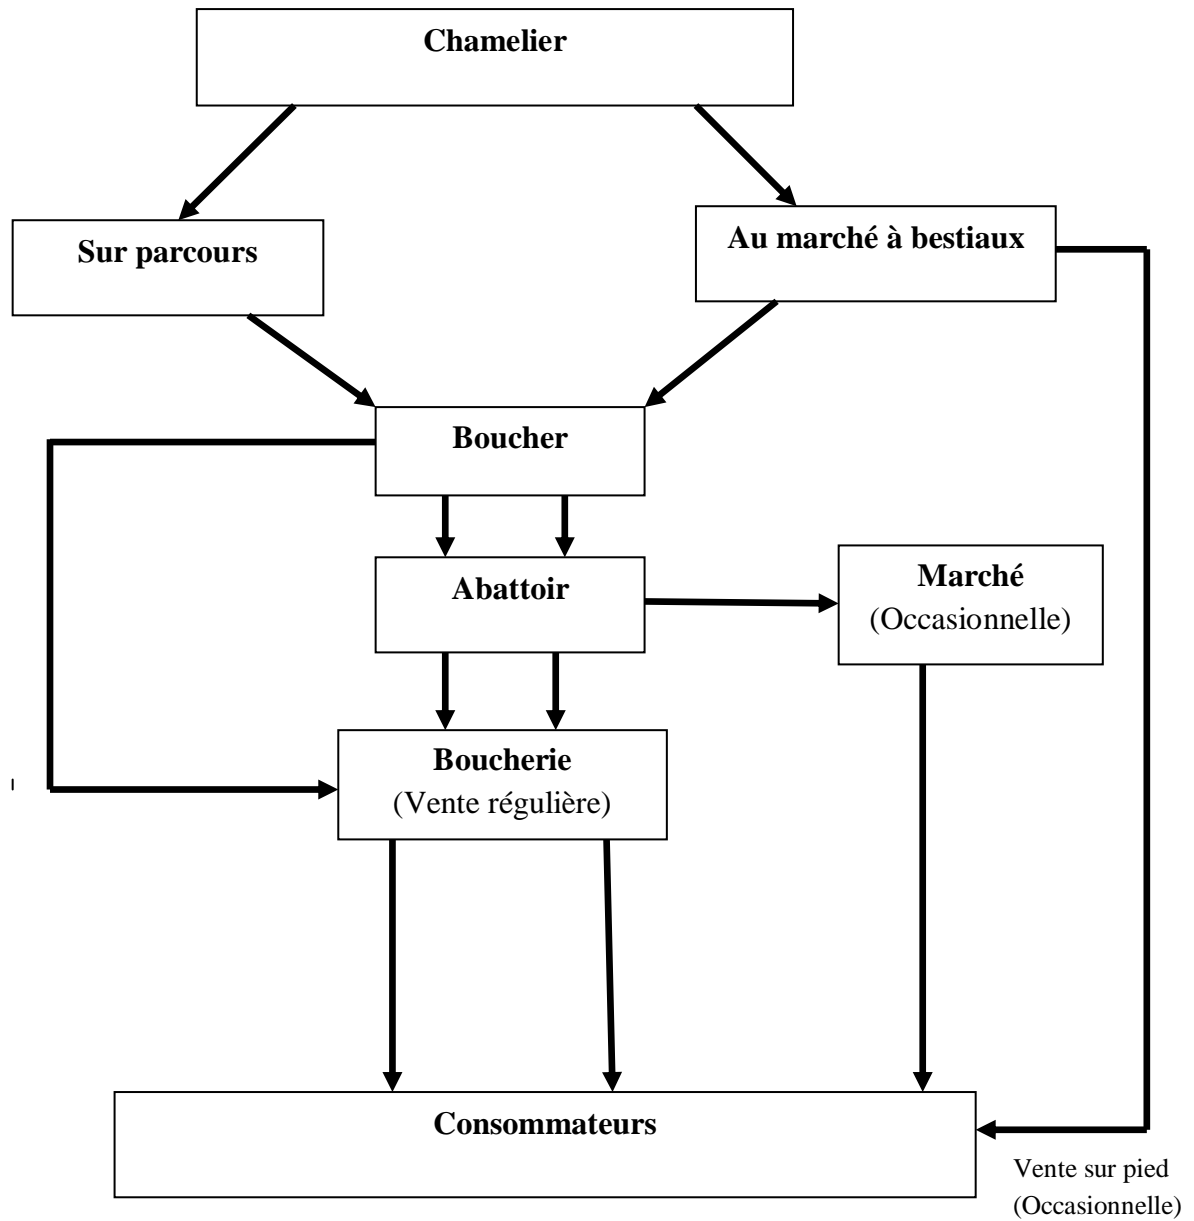 Chamelier
Sur parcours
Au marché à bestiaux
Boucher
Abattoir
Marché
(Occasionnelle)
Boucherie
(Vente régulière)
Consommateurs
Vente sur pied
(Occasionnelle)